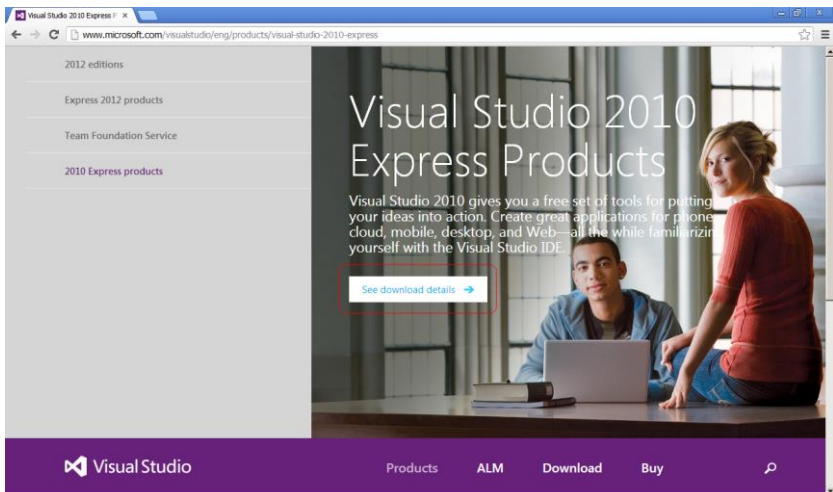 Visual Studio 2010 Express P
www.microsoft.com/visualstudio/eng/products/visual-studio-2010-express
2012 editions
Express 2012 products
Team Foundation Service
2010 Express products
Visual Studio 2010
Express Products
Visual Studio 2010 gives you a free set of tools for putting
your ideas into action. Create great applications for phone,
cloud, mobile, desktop, and Web—all the while familiarizing
yourself with the Visual Studio IDE.
See download details
Visual Studio
Products ALM Download Buy